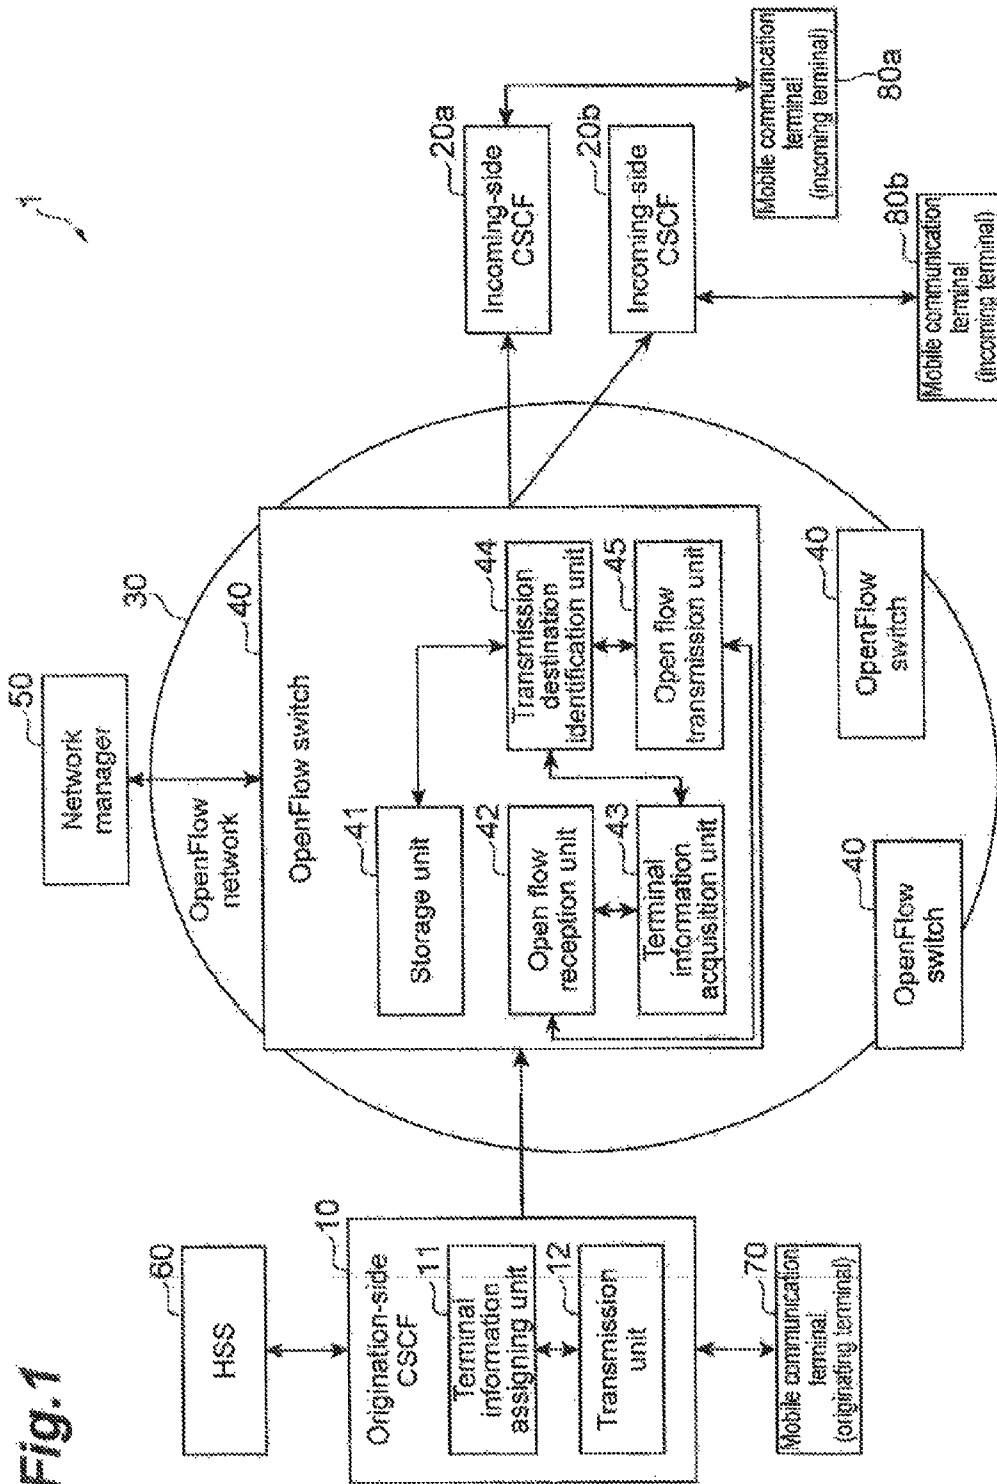 Fig.1
1
50
Network
manager
60
HSS
30
OpenFlow
network
40
OpenFlow switch
41
Storage unit
42
Open flow
reception unit
43
Terminal
information
acquisition unit
44
Transmission
destination
identification unit
45
Open flow
transmission unit
10
Origination-side
CSCF
11
Terminal
information
assigning unit
12
Transmission
unit
20a
Incoming-side
CSCF
20b
Incoming-side
CSCF
70
Mobile communication
terminal
(originating terminal)
40
OpenFlow
switch
40
OpenFlow
switch
80b
Mobile communication
terminal
(incoming terminal)
Mobile communication
terminal
(incoming terminal)
80a